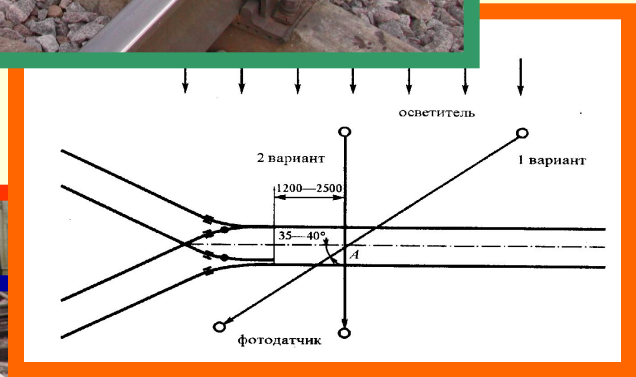 осветитель
2 вариант
1 вариант
1200—2500
35—40°
A
фотодатчик